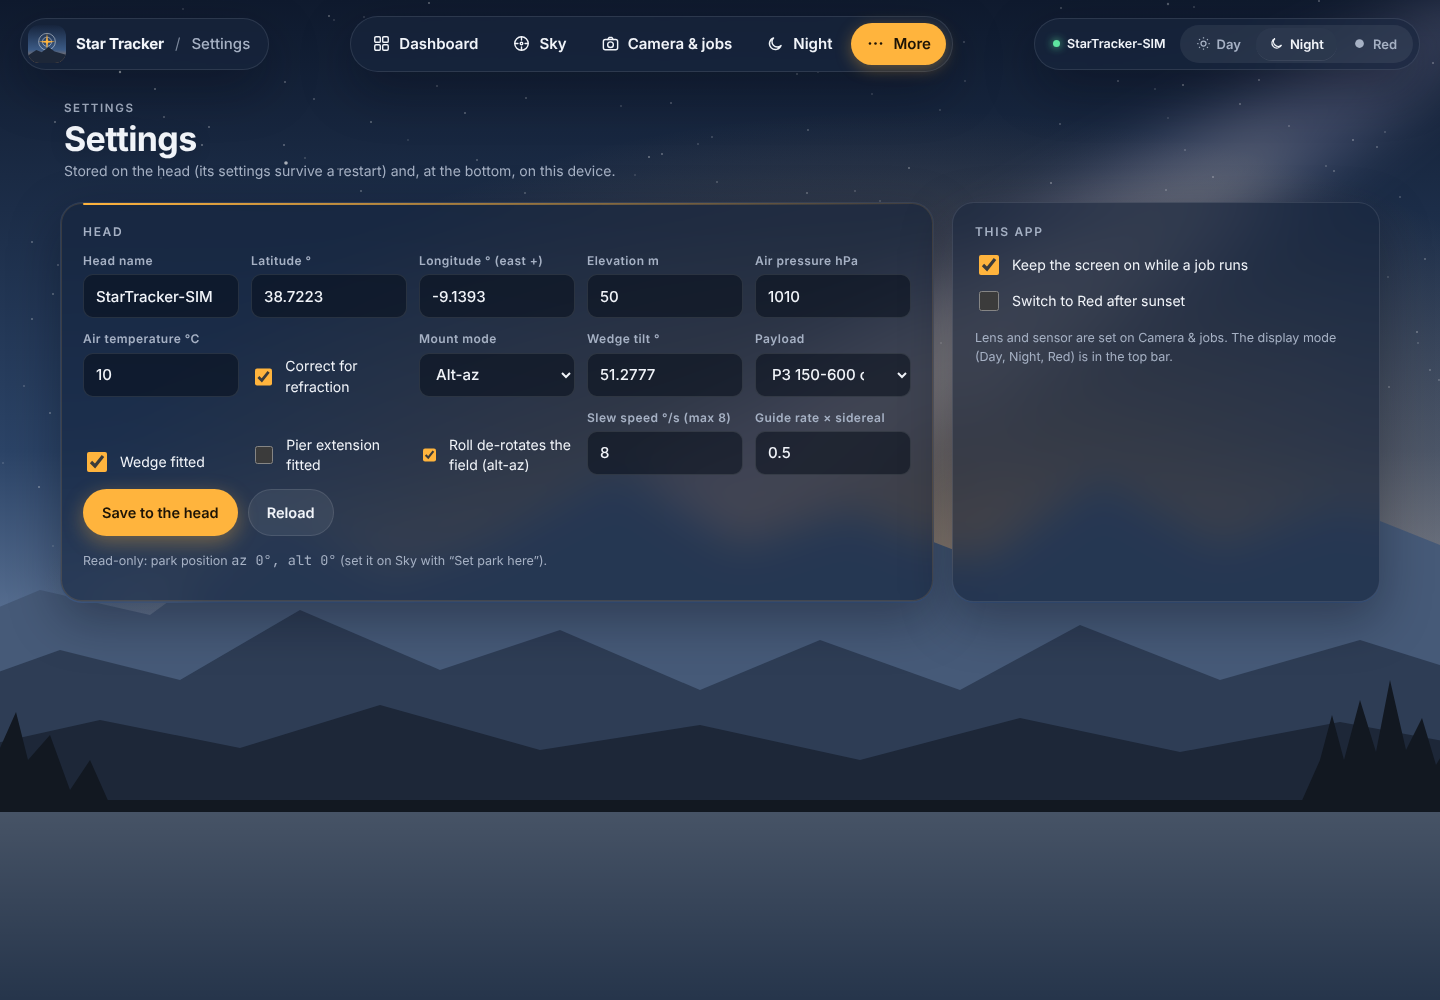 Star Tracker / Settings
Dashboard
Sky
Camera & jobs
Night
More
StarTracker-SIM
Day
Night
Red
SETTINGS
Settings
Stored on the head (its settings survive a restart) and, at the bottom, on this device.
HEAD
Head name
Latitude °
Longitude ° (east +)
Elevation m
Air pressure hPa
StarTracker-SIM
38.7223
-9.1393
50
1010
Air temperature °C
Mount mode
Wedge tilt °
Payload
10
Correct for
refraction
Alt-az
51.2777
P3 150-600
Slew speed °/s (max 8)
Guide rate × sidereal
Wedge fitted
Pier extension
fitted
Roll de-rotates the
field (alt-az)
8
0.5
Save to the head
Reload
Read-only: park position az 0°, alt 0° (set it on Sky with “Set park here”).
THIS APP
Keep the screen on while a job runs
Switch to Red after sunset
Lens and sensor are set on Camera & jobs. The display mode
(Day, Night, Red) is in the top bar.